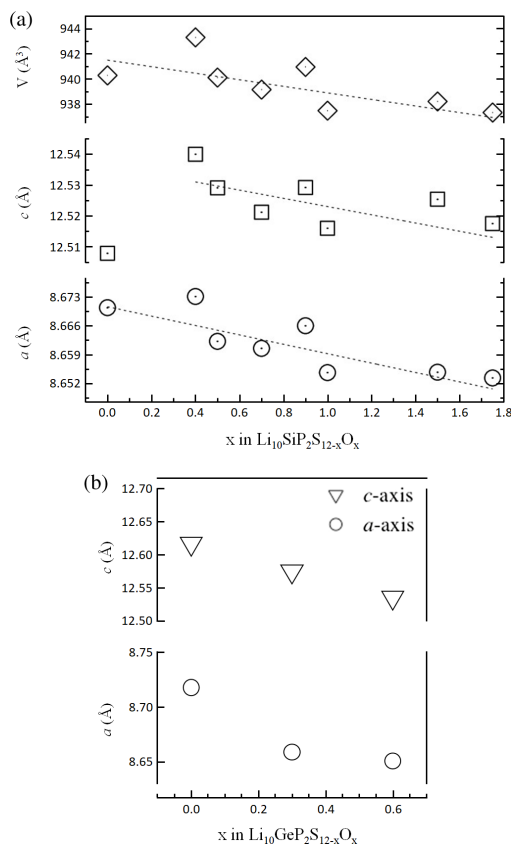 (a)
V (Å³)
944
942
940
938
c (Å)
12.54
12.53
12.52
12.51
a (Å)
8.673
8.666
8.659
8.652
0.0 0.2 0.4 0.6 0.8 1.0 1.2 1.4 1.6 1.8
x in Li₁₀SiP₂S₁₂₋ₓOₓ
(b)
c (Å)
12.70
12.65
12.60
12.55
12.50
c-axis
a-axis
a (Å)
8.75
8.70
8.65
0.0 0.2 0.4 0.6
x in Li₁₀GeP₂S₁₂₋ₓOₓ